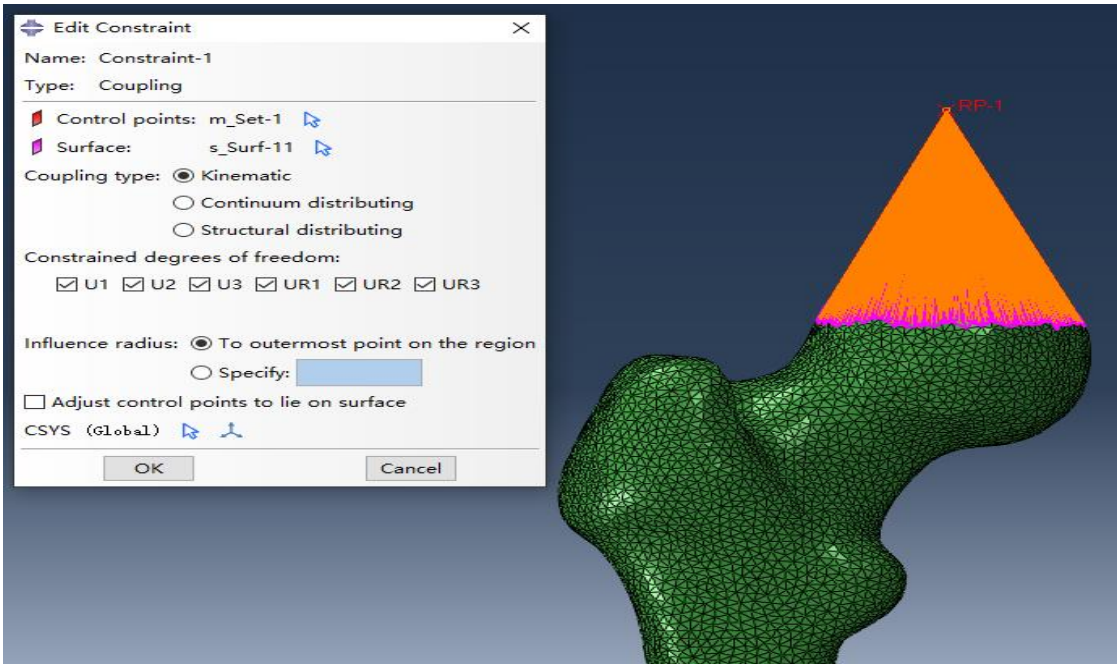 Edit Constraint
Name: Constraint-1
Type: Coupling
Control points: m_Set-1
Surface: s_Surf-11
Coupling type: Kinematic
Continuum distributing
Structural distributing
Constrained degrees of freedom:
U1 U2 U3 UR1 UR2 UR3
Influence radius: To outermost point on the region
Specify:
Adjust control points to lie on surface
CSYS (Global)
OK Cancel
RP-1